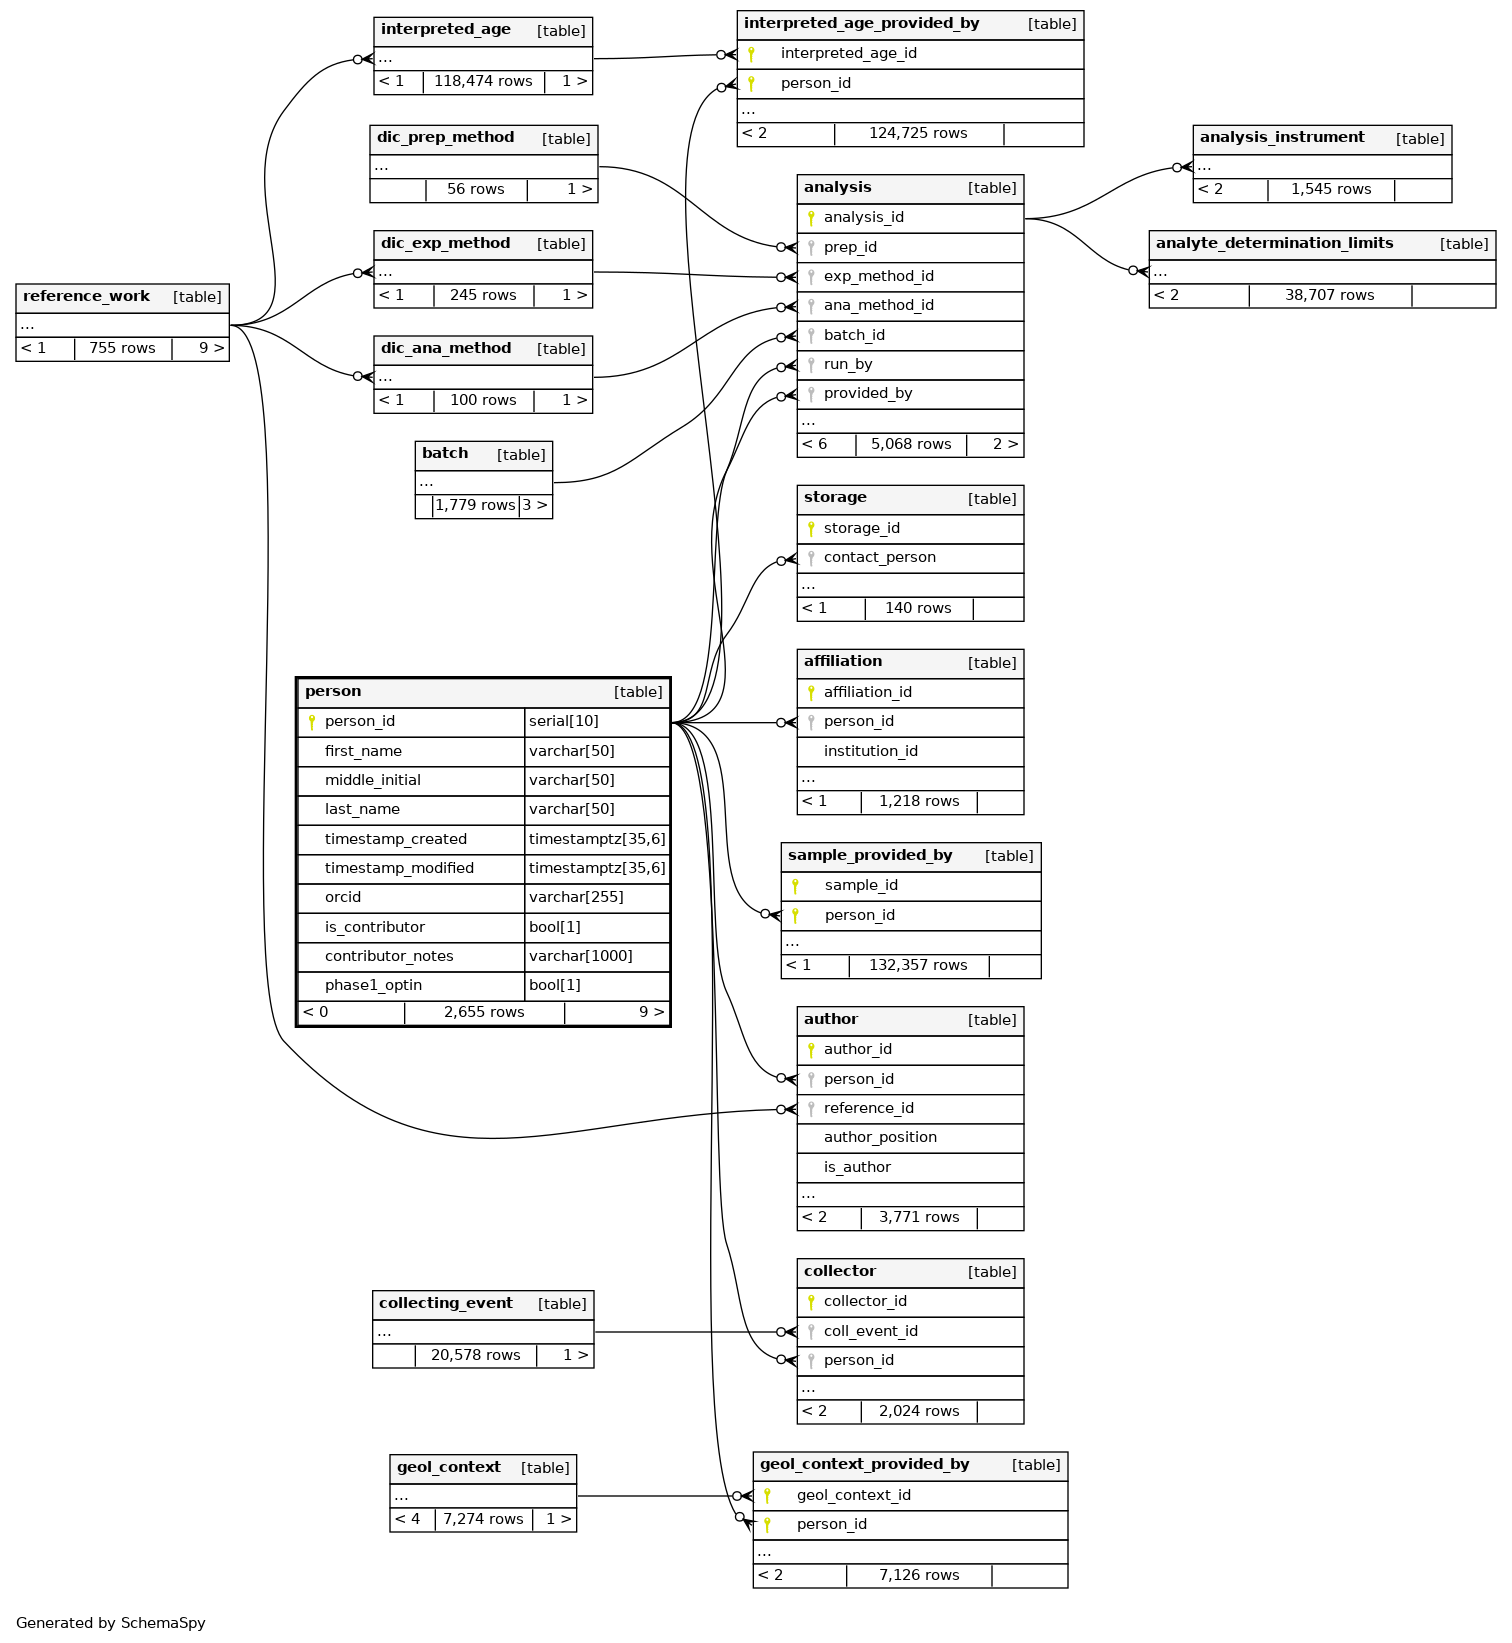 interpreted_age [table]
...
< 1 118,474 rows 1 >
interpreted_age_provided_by [table]
interpreted_age_id
person_id
...
< 2 124,725 rows
dic_prep_method [table]
...
56 rows 1 >
analysis_instrument [table]
...
< 2 1,545 rows
analysis [table]
analysis_id
prep_id
exp_method_id
ana_method_id
batch_id
run_by
provided_by
...
< 6 5,068 rows 2 >
dic_exp_method [table]
...
< 1 245 rows 1 >
analyte_determination_limits [table]
...
< 2 38,707 rows
reference_work [table]
...
< 1 755 rows 9 >
dic_ana_method [table]
...
< 1 100 rows 1 >
batch [table]
...
1,779 rows 3 >
storage [table]
storage_id
contact_person
...
< 1 140 rows
affiliation [table]
affiliation_id
person_id
institution_id
...
< 1 1,218 rows
person [table]
person_id serial[10]
first_name varchar[50]
middle_initial varchar[50]
last_name varchar[50]
timestamp_created timestamptz[35,6]
timestamp_modified timestamptz[35,6]
orcid varchar[255]
is_contributor bool[1]
contributor_notes varchar[1000]
phase1_optin bool[1]
< 0 2,655 rows 9 >
sample_provided_by [table]
sample_id
person_id
...
< 1 132,357 rows
author [table]
author_id
person_id
reference_id
author_position
is_author
...
< 2 3,771 rows
collector [table]
collector_id
coll_event_id
person_id
...
< 2 2,024 rows
collecting_event [table]
...
20,578 rows 1 >
geol_context [table]
...
< 4 7,274 rows 1 >
geol_context_provided_by [table]
geol_context_id
person_id
...
< 2 7,126 rows
Generated by SchemaSpy